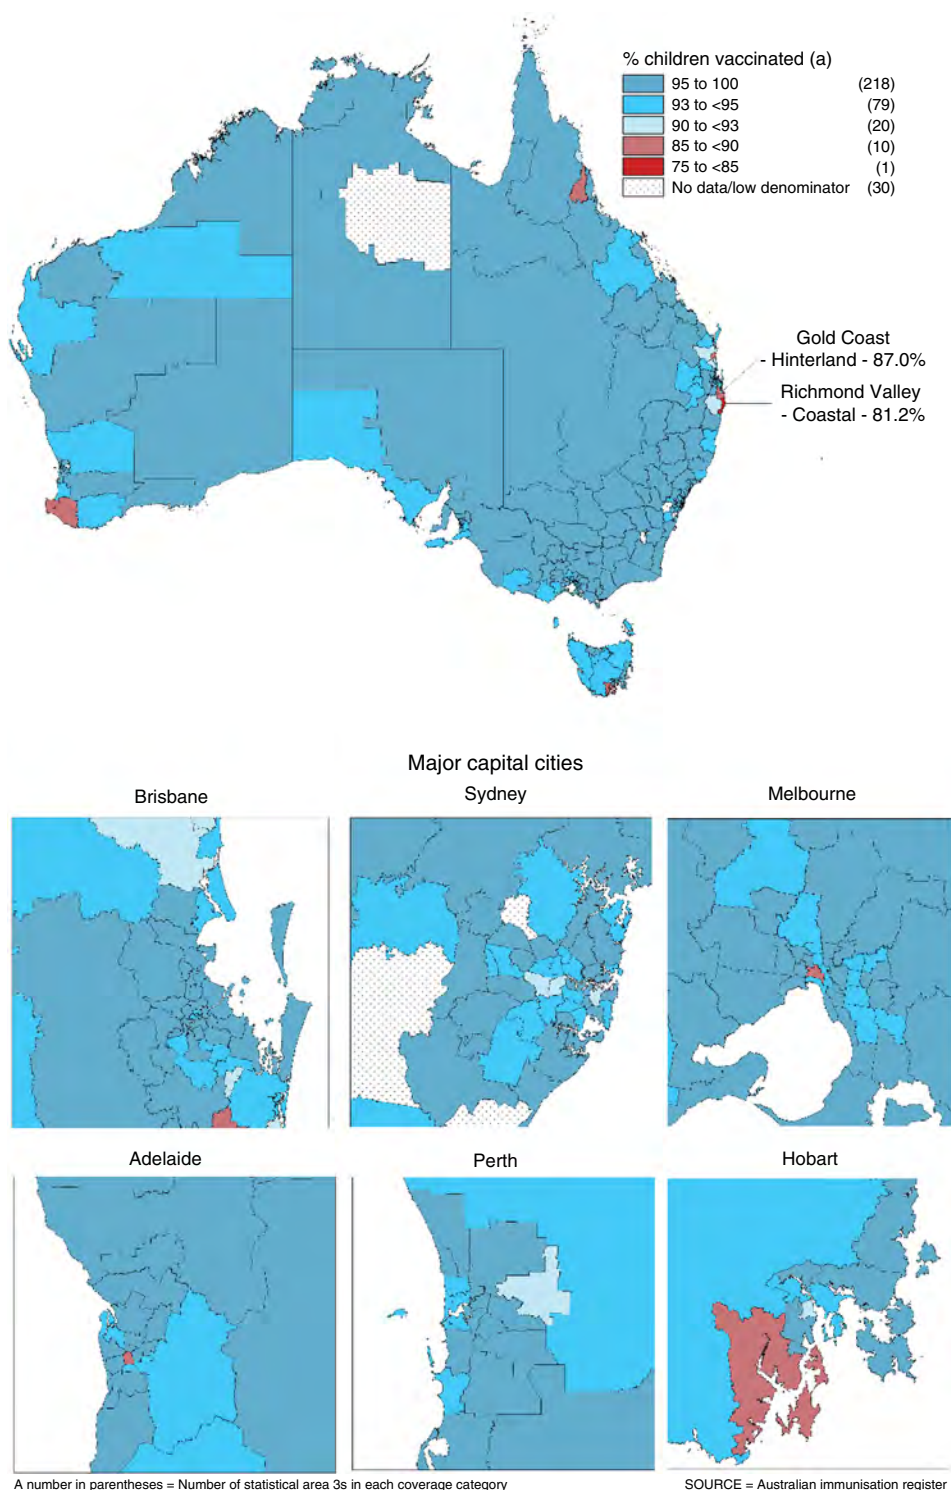 % children vaccinated (a)
95 to 100 (218)
93 to <95 (79)
90 to <93 (20)
85 to <90 (10)
75 to <85 (1)
No data/low denominator (30)
Gold Coast
- Hinterland - 87.0%
Richmond Valley
- Coastal - 81.2%
Major capital cities
Brisbane
Sydney
Melbourne
Adelaide
Perth
Hobart
A number in parentheses = Number of statistical area 3s in each coverage category
SOURCE = Australian immunisation register